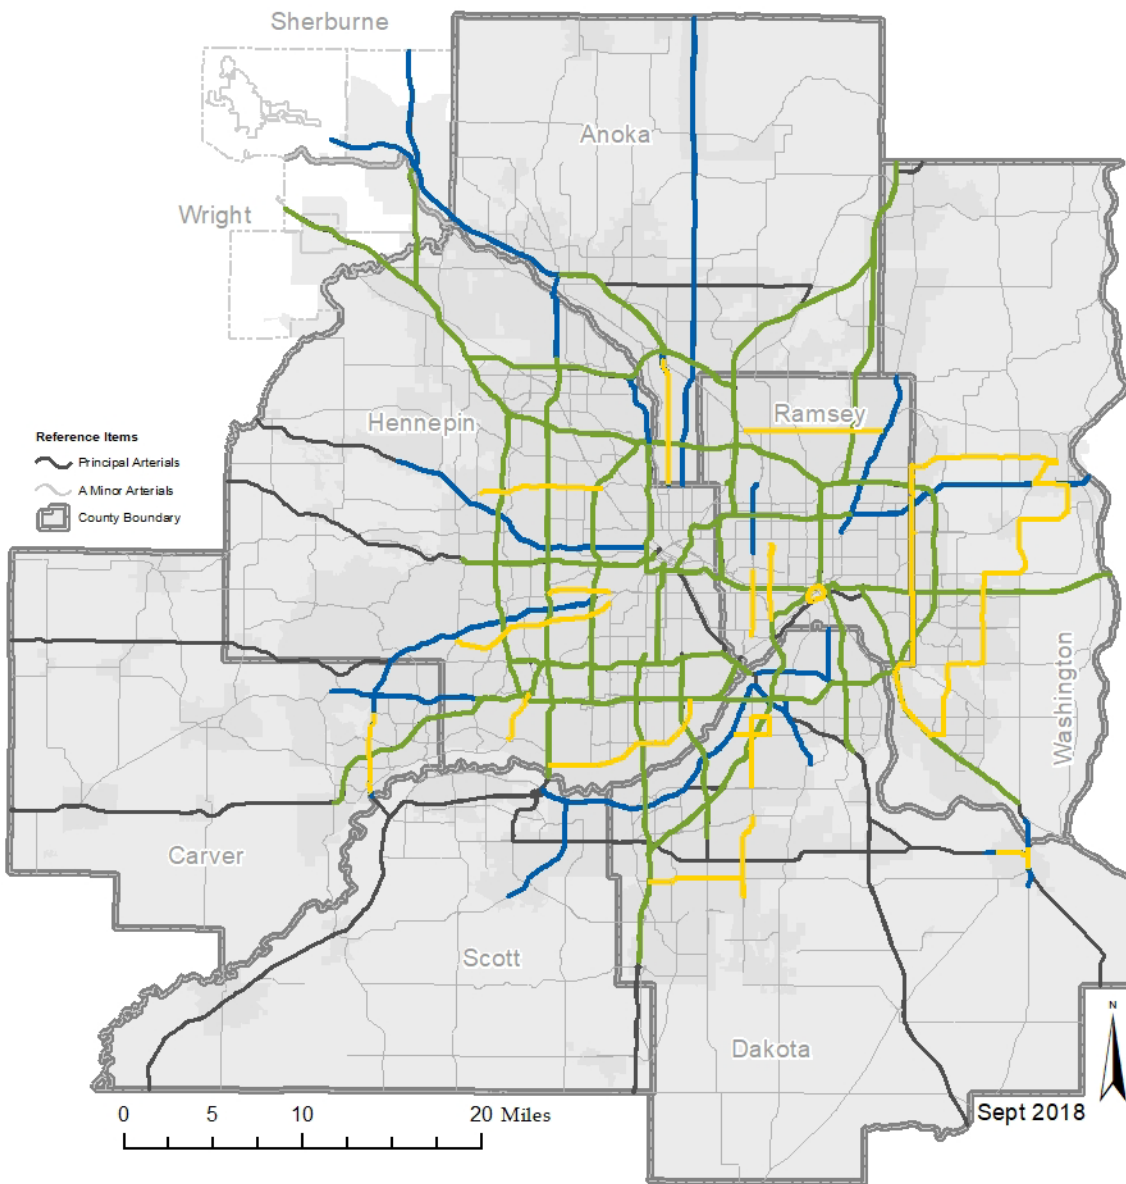 Sherburne
Anoka
Wright
Hennepin
Ramsey
Reference Items
Principal Arterials
A Minor Arterials
County Boundary
Washington
Carver
Scott
Dakota
N
0 5 10 20 Miles
Sept 2018